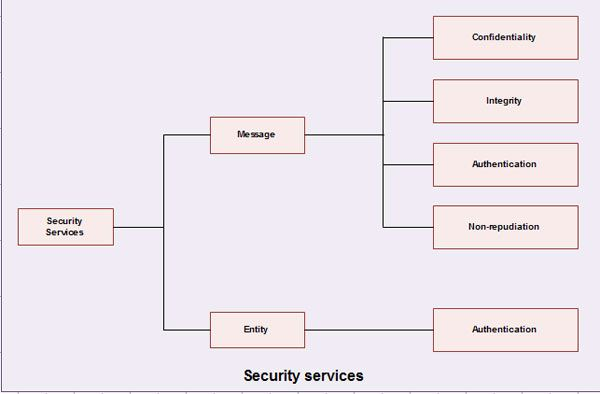 Confidentiality
Integrity
Message
Authentication
Security
Services
Non-repudiation
Entity
Authentication
Security services